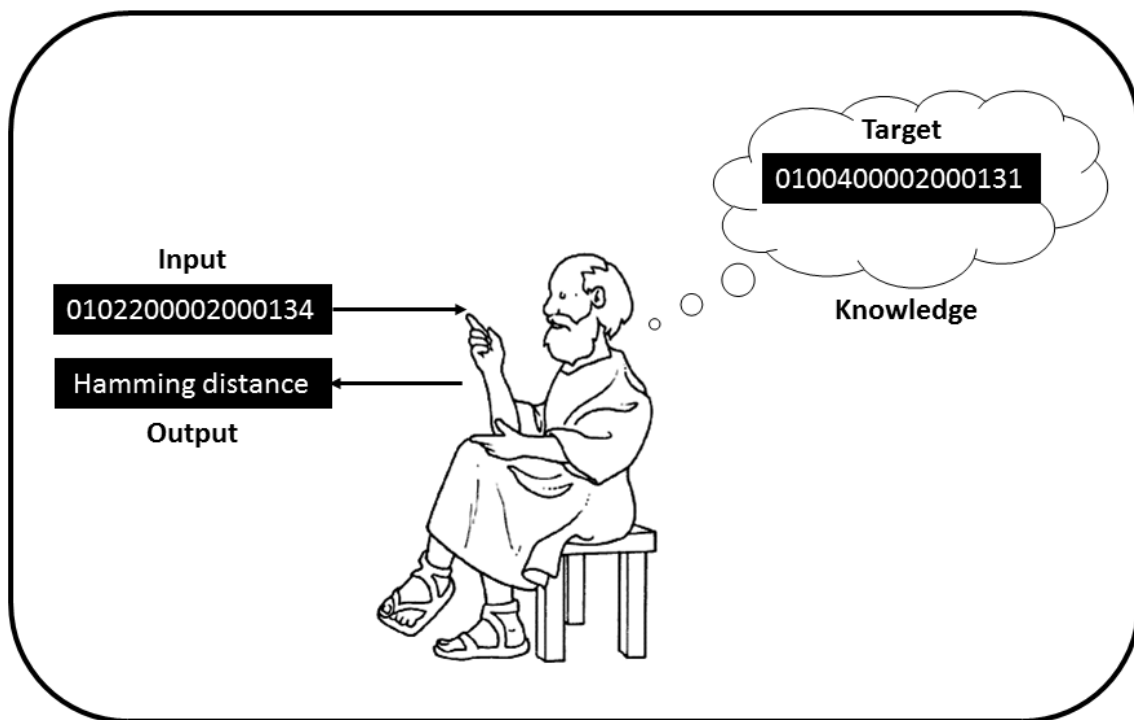 Target
0100400002000131
Knowledge
Input
0102200002000134
Hamming distance
Output